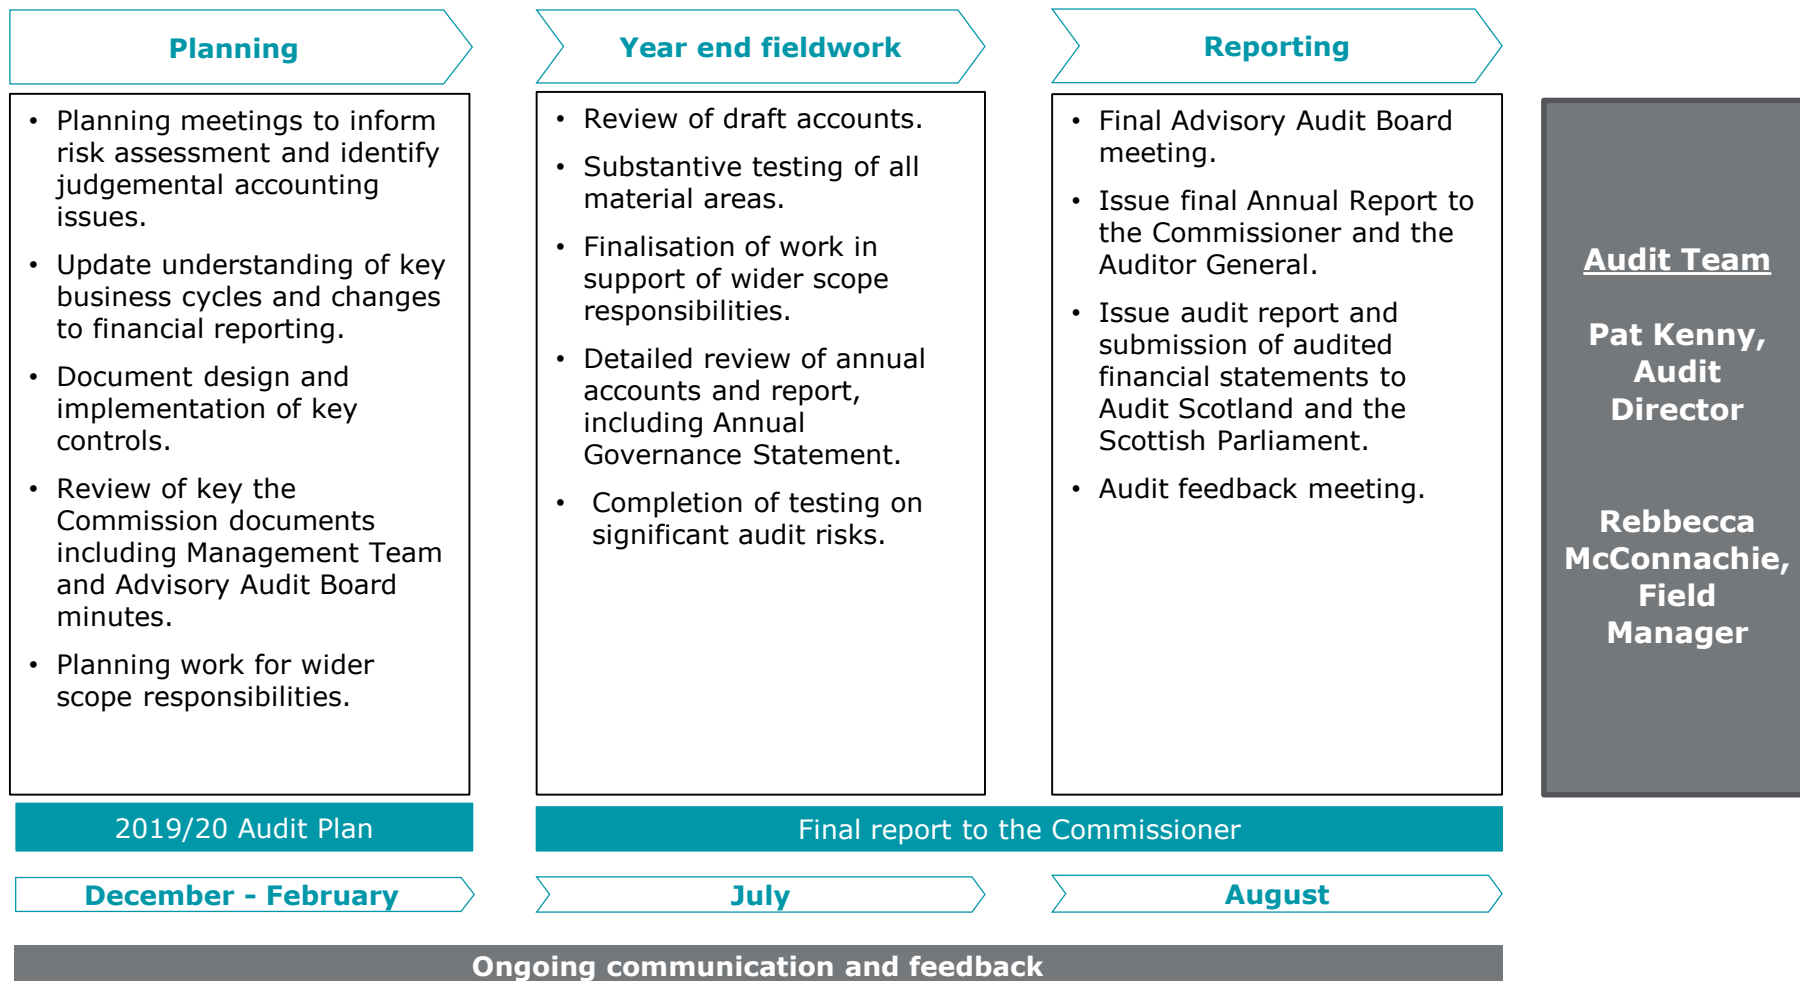 Planning
• Planning meetings to inform
risk assessment and identify
judgemental accounting
issues.
• Update understanding of key
business cycles and changes
to financial reporting.
• Document design and
implementation of key
controls.
• Review of key the
Commission documents
including Management Team
and Advisory Audit Board
minutes.
• Planning work for wider
scope responsibilities.
2019/20 Audit Plan
December - February
Year end fieldwork
• Review of draft accounts.
• Substantive testing of all
material areas.
• Finalisation of work in
support of wider scope
responsibilities.
• Detailed review of annual
accounts and report,
including Annual
Governance Statement.
• Completion of testing on
significant audit risks.
Reporting
• Final Advisory Audit Board
meeting.
• Issue final Annual Report to
the Commissioner and the
Auditor General.
• Issue audit report and
submission of audited
financial statements to
Audit Scotland and the
Scottish Parliament.
• Audit feedback meeting.
Final report to the Commissioner
July
August
Ongoing communication and feedback
Audit Team
Pat Kenny,
Audit
Director
Rebbecca
McConnachie,
Field
Manager